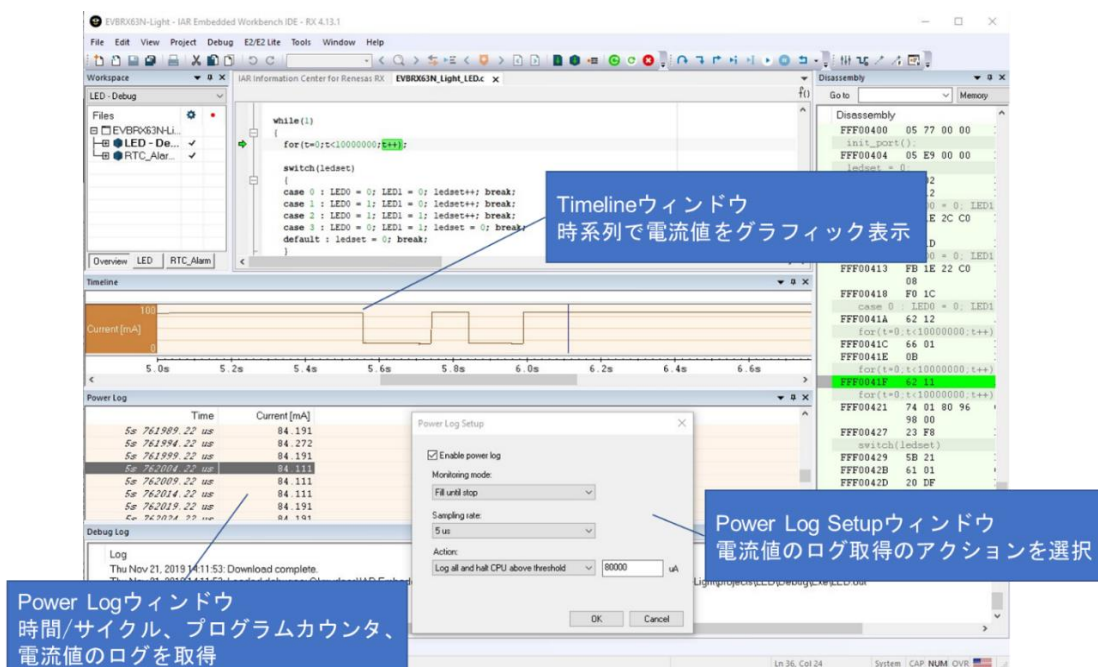 EVBRX63N-Light - IAR Embedded Workbench IDE - RX 4.13.1
File Edit View Project Debug E2/E2 Lite Tools Window Help
Workspace
IAR Information Center for Renesas RX EVBRX63N_Light_LED.c x
Disassembly
LED - Debug
f()
Go to Memory
Files
EVBRX63N-Li...
LED - De...
RTC_Alar...
Overview LED RTC_Alarm
while(1)
{
for(t=0;t<10000000;t++);
switch(ledset)
{
case 0 : LED0 = 0; LED1 = 0; ledset++; break;
case 1 : LED0 = 0; LED1 = 1; ledset++; break;
case 2 : LED0 = 1; LED1 = 0; ledset++; break;
case 3 : LED0 = 1; LED1 = 1; ledset = 0; break;
default : ledset = 0; break;
}
Timelineウィンドウ
時系列で電流値をグラフィック表示
Disassembly
FFF00400 05 77 00 00
init_port();
FFF00404 05 E9 00 00
ledset = 0;
= 0; LED1
2C C0
= 0; LED1
FFF00413 FB 1E 22 C0
08
FFF00418 F0 1C
case 0 : LED0 = 0; LED1
FFF0041A 62 12
for(t=0;t<10000000;t++)
FFF0041C 66 01
FFF0041E 0B
for(t=0;t<10000000;t++)
FFF0041F 62 11
for(t=0;t<10000000;t++)
FFF00421 74 01 80 96
98 00
FFF00427 23 F8
switch(ledset)
FFF00429 5B 21
FFF0042B 61 01
FFF0042D 20 DF
Timeline
100
Current [mA]
0
5.0s 5.2s 5.4s 5.6s 5.8s 6.0s 6.2s 6.4s 6.6s
Power Log
Time Current [mA]
5s 761989.22 us 84.191
5s 761994.22 us 84.272
5s 761999.22 us 84.191
5s 762004.22 us 84.111
5s 762009.22 us 84.111
5s 762014.22 us 84.111
5s 762019.22 us 84.191
5s 762024.22 us 84.191
Power Log Setup
Enable power log
Monitoring mode:
Fill until stop
Sampling rate:
5 us
Action:
Log all and halt CPU above threshold 80000 uA
OK Cancel
Power Log Setupウィンドウ
電流値のログ取得のアクションを選択
Debug Log
Log
Thu Nov 21, 2019 14:11:53: Download complete.
Power Logウィンドウ
時間/サイクル、プログラムカウンタ、
電流値のログを取得
Ln 36, Col 24 System CAP NUM OVR